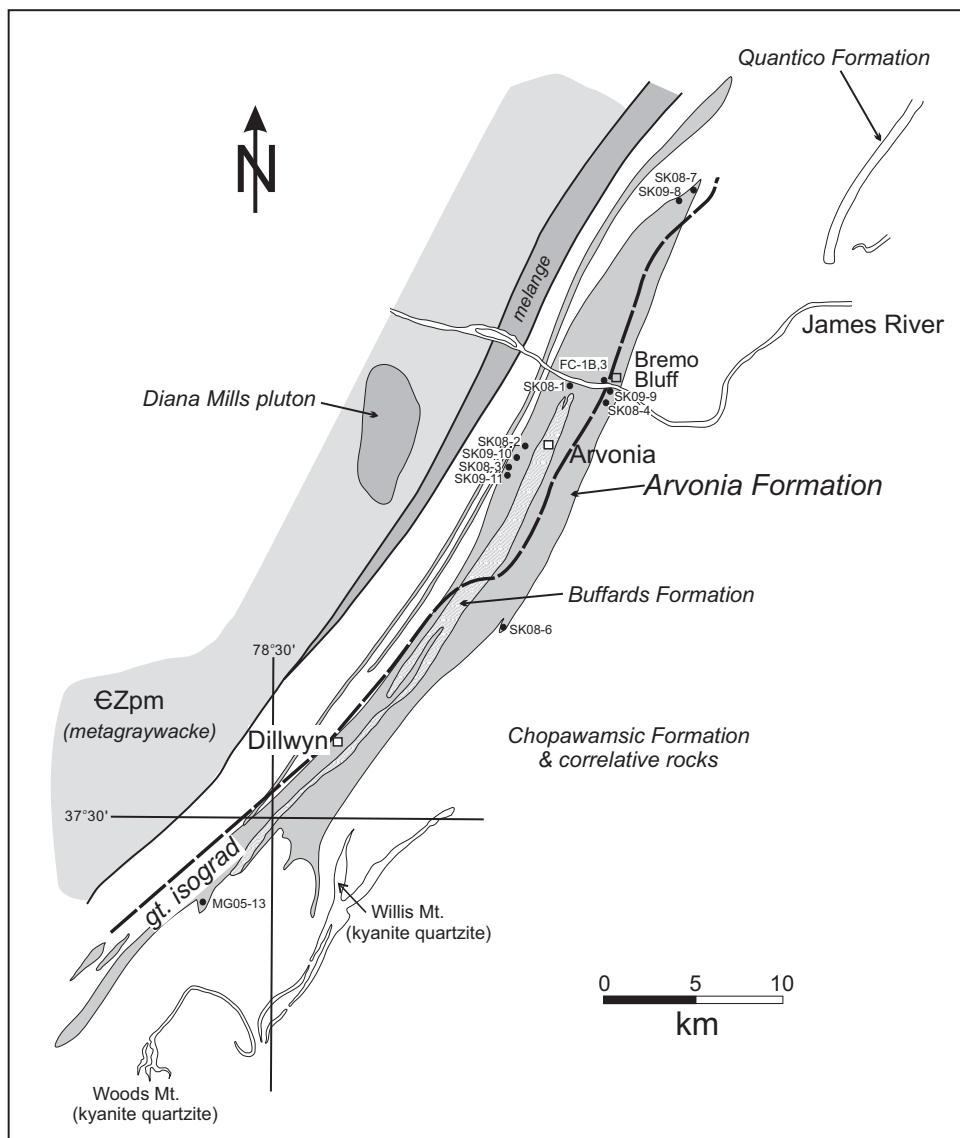 Quantico Formation
N
SK08-7
SK09-8
melange
James River
FC-1B,3
Bremo
Bluff
SK08-1
SK09-9
SK08-4
Diana Mills pluton
SK08-2
SK09-10
SK08-3
SK09-11
Arvonia
Arvonia Formation
Buffards Formation
SK08-6
78°30'
ЄZpm
(metagraywacke)
Dillwyn
Chopawamsic Formation
& correlative rocks
37°30'
gt. isograd
MG05-13
Willis Mt.
(kyanite quartzite)
0 5 10
km
Woods Mt.
(kyanite quartzite)